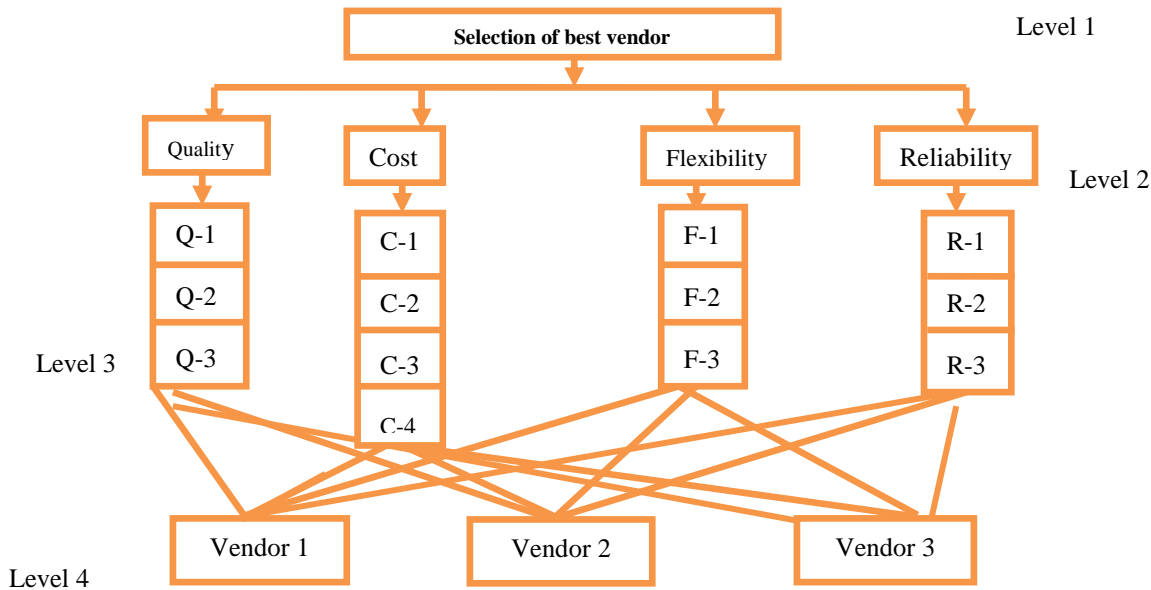 Selection of best vendor
Level 1
Quality
Cost
Flexibility
Reliability
Level 2
Q-1
C-1
F-1
R-1
Q-2
C-2
F-2
R-2
Q-3
C-3
F-3
R-3
Level 3
C-4
Vendor 1
Vendor 2
Vendor 3
Level 4